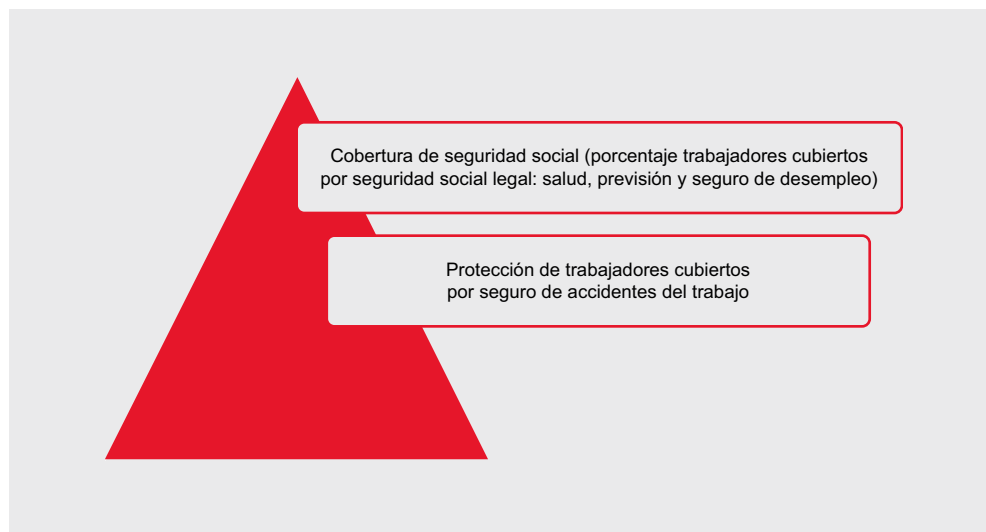 Cobertura de seguridad social (porcentaje trabajadores cubiertos
por seguridad social legal: salud, previsión y seguro de desempleo)
Protección de trabajadores cubiertos
por seguro de accidentes del trabajo